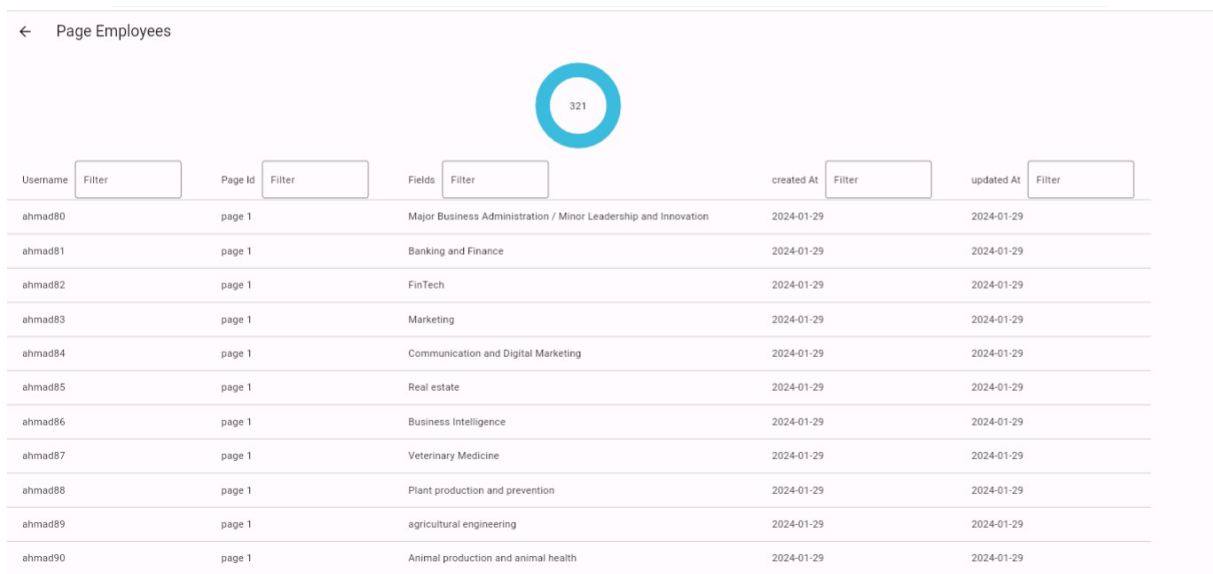 ← Page Employees
321
Username Filter Page Id Filter Fields Filter created At Filter updated At Filter
ahmad80 page 1 Major Business Administration / Minor Leadership and Innovation 2024-01-29 2024-01-29
ahmad81 page 1 Banking and Finance 2024-01-29 2024-01-29
ahmad82 page 1 FinTech 2024-01-29 2024-01-29
ahmad83 page 1 Marketing 2024-01-29 2024-01-29
ahmad84 page 1 Communication and Digital Marketing 2024-01-29 2024-01-29
ahmad85 page 1 Real estate 2024-01-29 2024-01-29
ahmad86 page 1 Business Intelligence 2024-01-29 2024-01-29
ahmad87 page 1 Veterinary Medicine 2024-01-29 2024-01-29
ahmad88 page 1 Plant production and prevention 2024-01-29 2024-01-29
ahmad89 page 1 agricultural engineering 2024-01-29 2024-01-29
ahmad90 page 1 Animal production and animal health 2024-01-29 2024-01-29